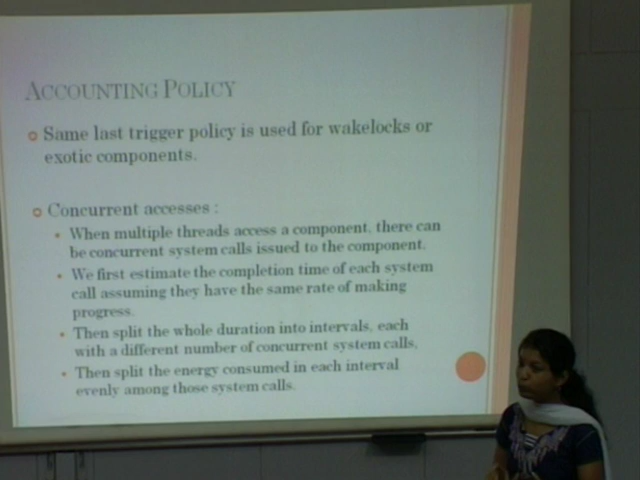 ACCOUNTING POLICY
Same last trigger policy is used for wakelocks or
exotic components.
Concurrent accesses :
When multiple threads access a component, there can
be concurrent system calls issued to the component.
We first estimate the completion time of each system
call assuming they have the same rate of making
progress.
Then split the whole duration into intervals, each
with a different number of concurrent system calls,
Then split the energy consumed in each interval
evenly among those system calls.